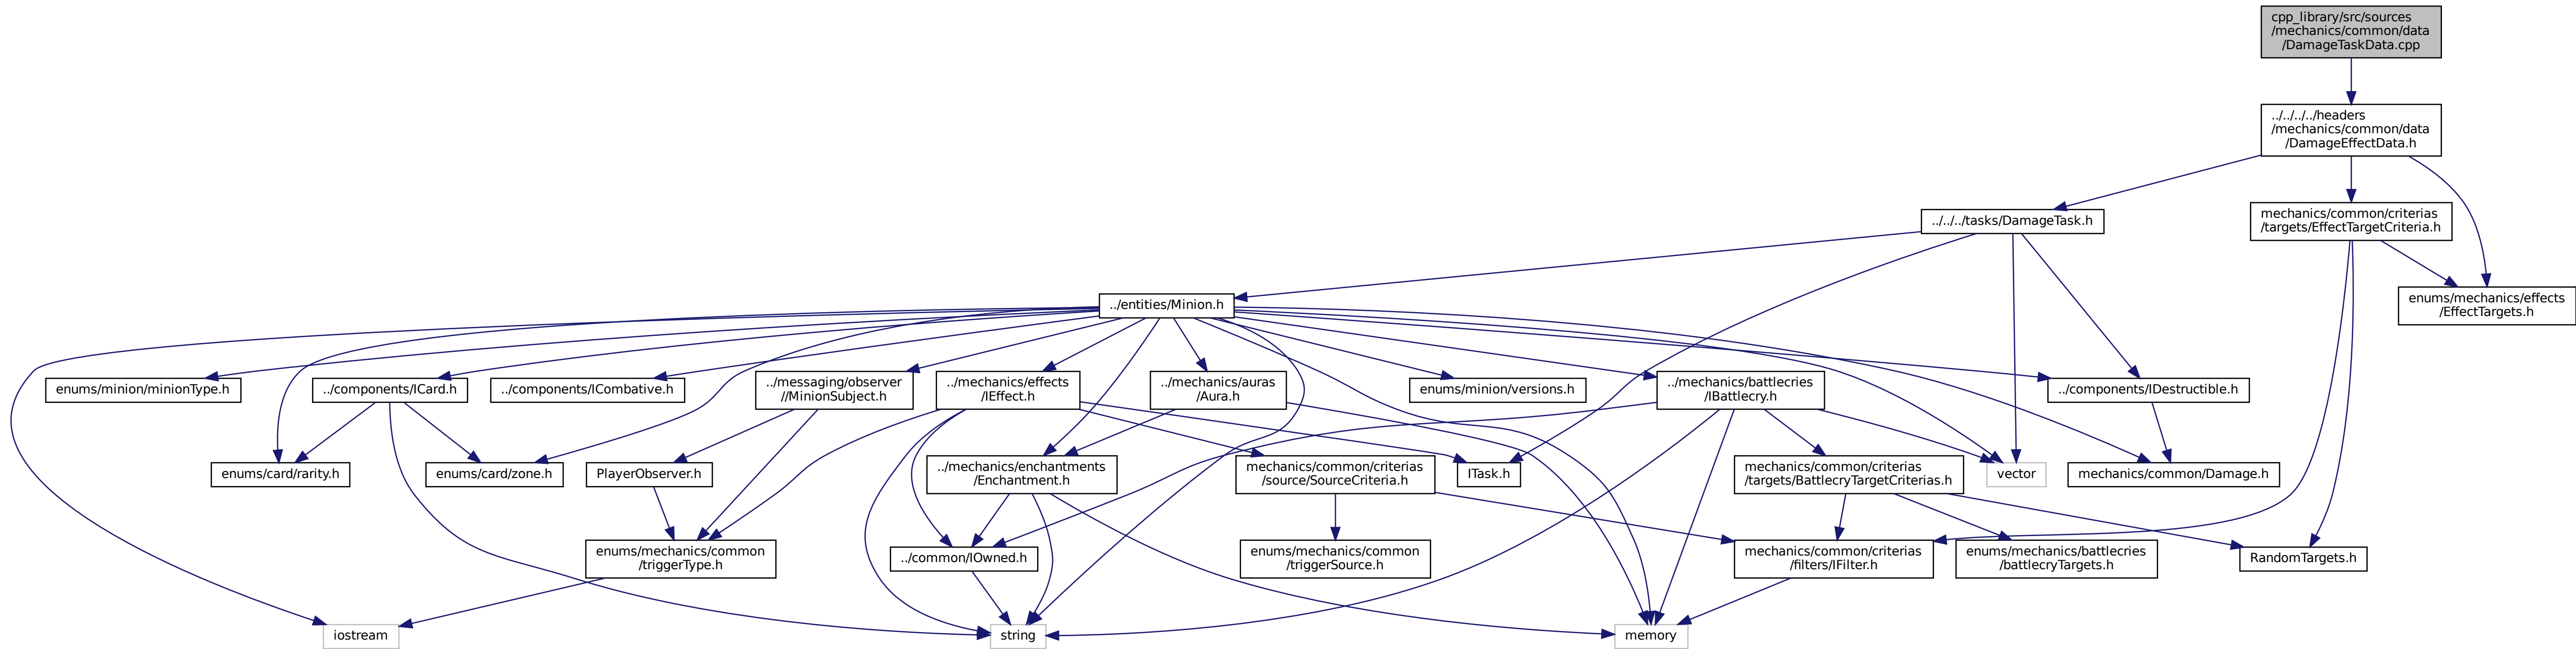 cpp_library/src/sources
/mechanics/common/data
/DamageTaskData.cpp
../../../../headers
/mechanics/common/data
/DamageEffectData.h
../../../tasks/DamageTask.h
mechanics/common/criterias
/targets/EffectTargetCriteria.h
../entities/Minion.h
enums/mechanics/effects
/EffectTargets.h
enums/minion/minionType.h
../components/ICard.h
../components/ICombative.h
../messaging/observer
//MinionSubject.h
../mechanics/effects
/IEffect.h
../mechanics/auras
/Aura.h
enums/minion/versions.h
../mechanics/battlecries
/IBattlecry.h
../components/IDestructible.h
enums/card/rarity.h
enums/card/zone.h
PlayerObserver.h
../mechanics/enchantments
/Enchantment.h
mechanics/common/criterias
/source/SourceCriteria.h
ITask.h
mechanics/common/criterias
/targets/BattlecryTargetCriterias.h
vector
mechanics/common/Damage.h
enums/mechanics/common
/triggerType.h
../common/IOwned.h
enums/mechanics/common
/triggerSource.h
mechanics/common/criterias
/filters/IFilter.h
enums/mechanics/battlecries
/battlecryTargets.h
RandomTargets.h
iostream
string
memory